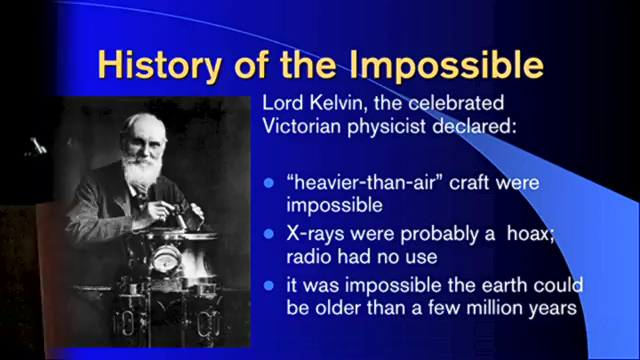 History of the Impossible
Lord Kelvin, the celebrated
Victorian physicist declared:
• “heavier-than-air” craft were
impossible
• X-rays were probably a hoax;
radio had no use
• it was impossible the earth could
be older than a few million years